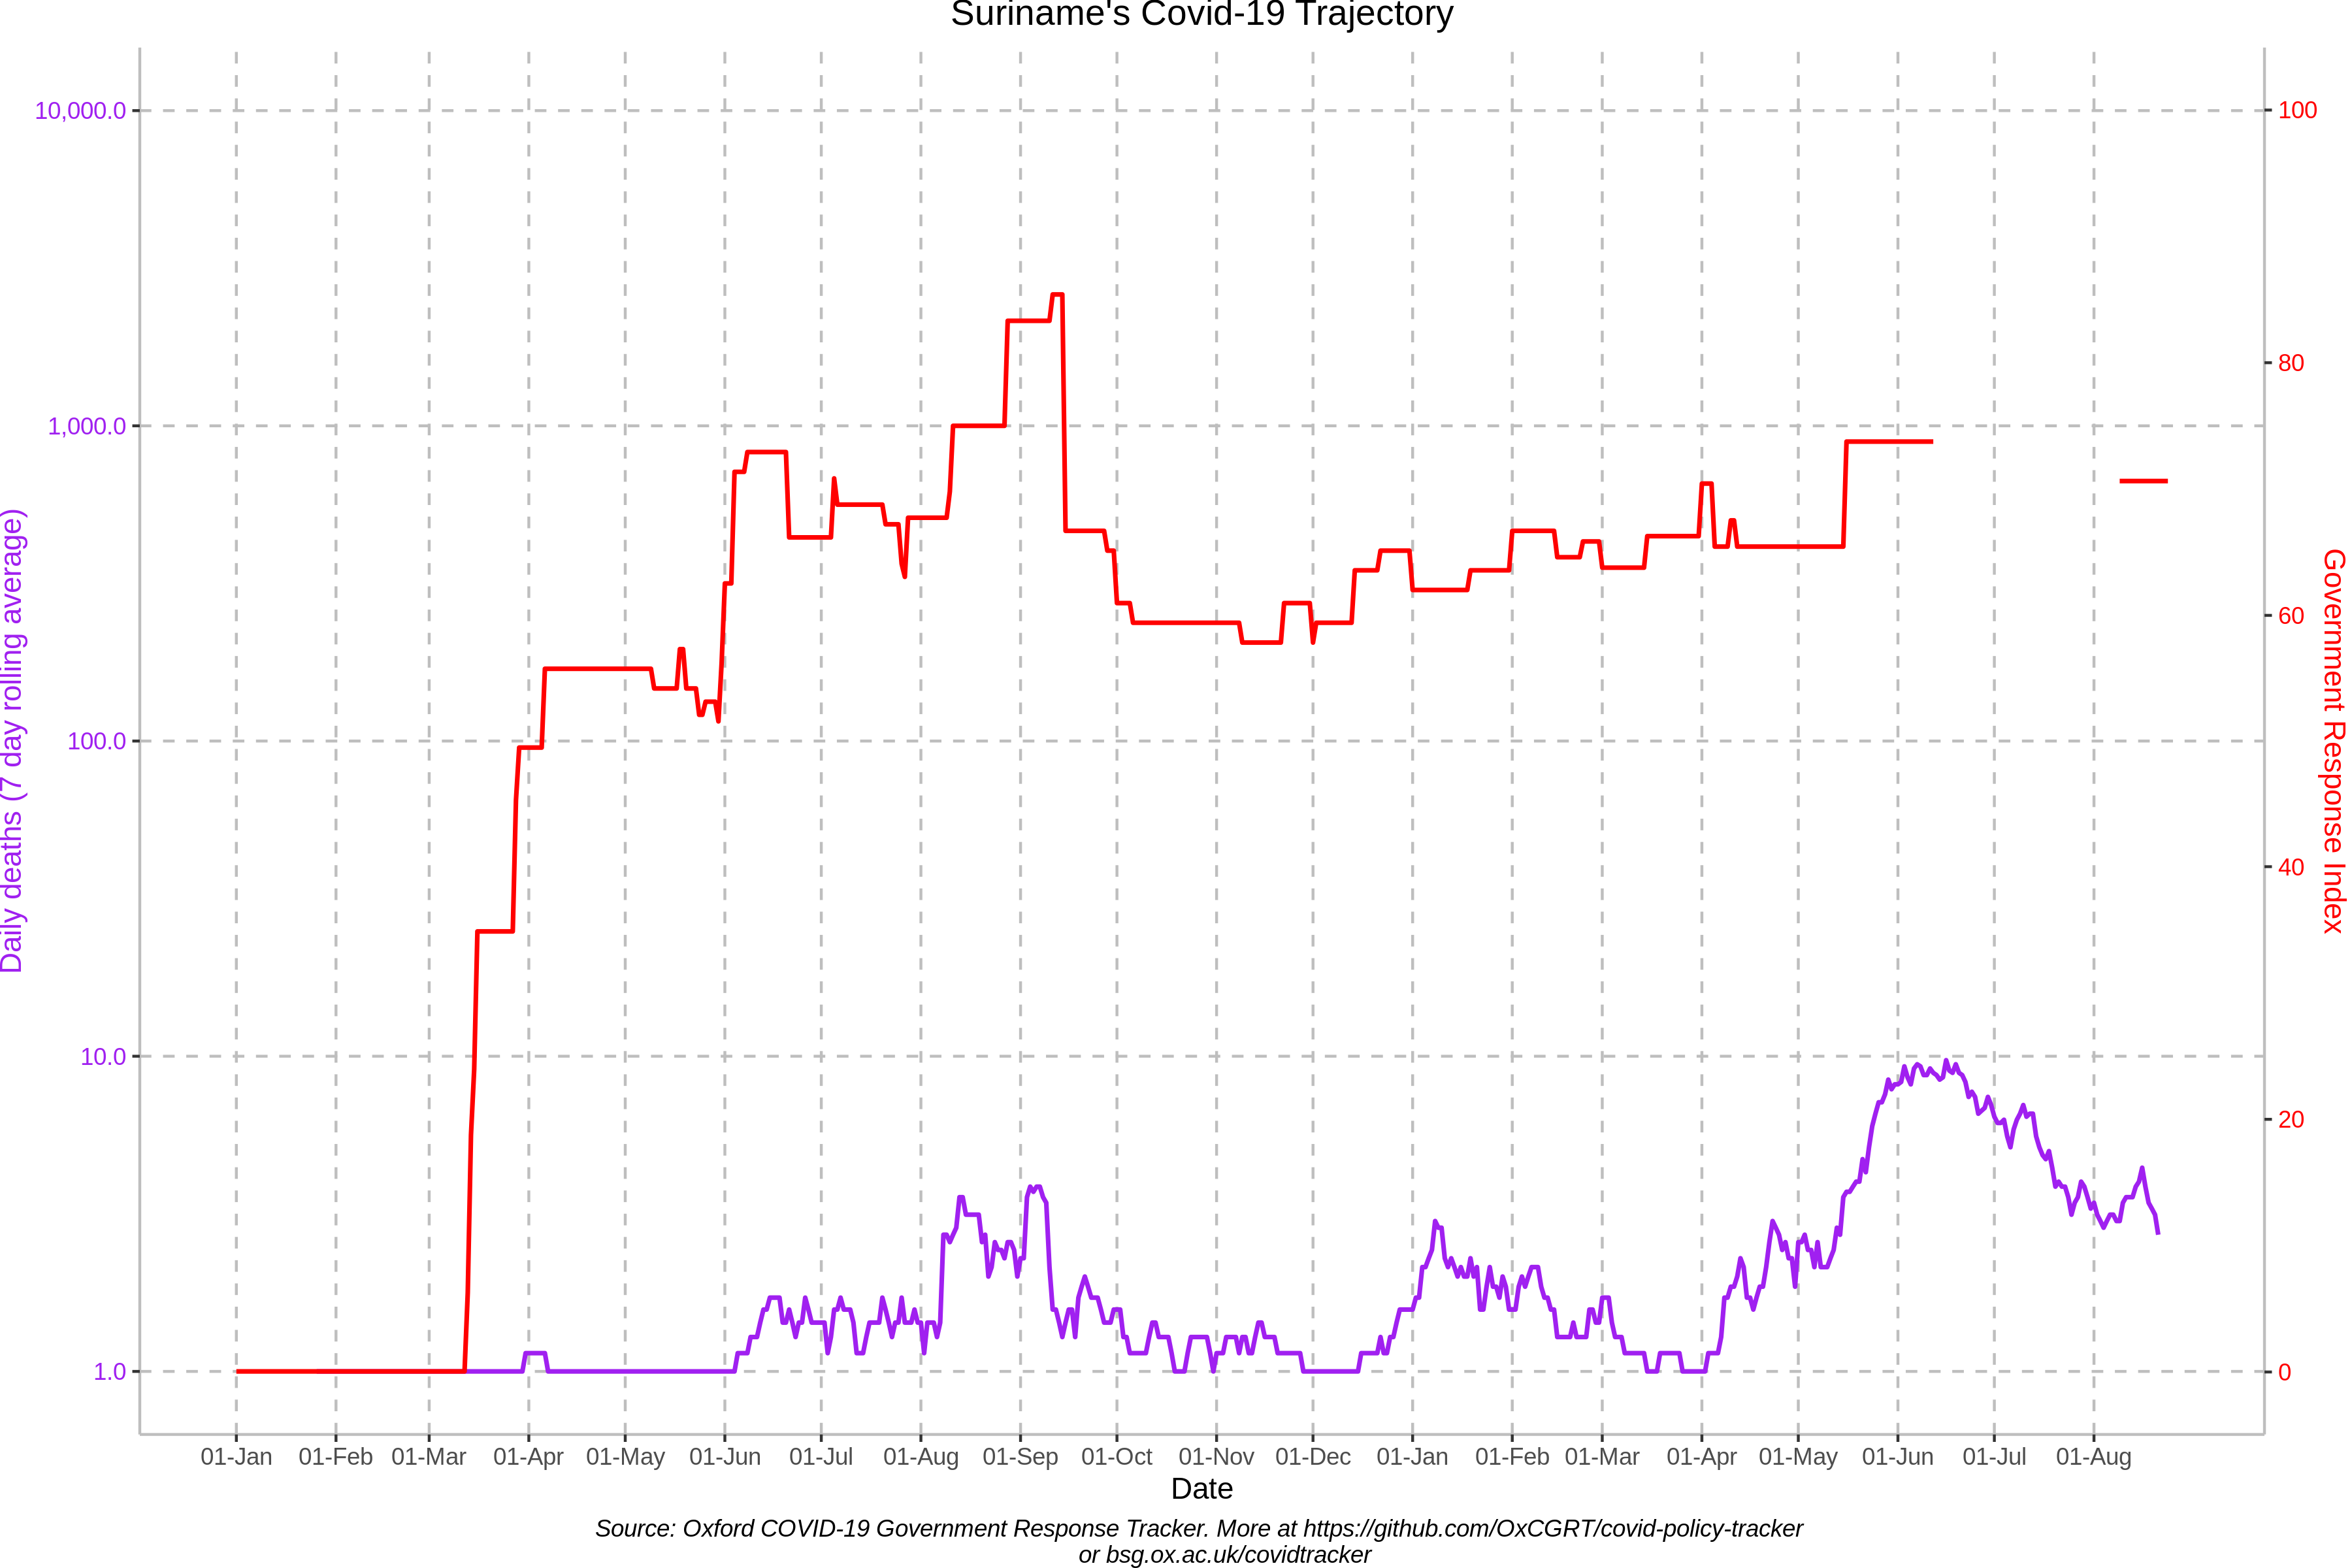 Suriname's Covid-19 Trajectory
10,000.0
1,000.0
100.0
10.0
1.0
Daily deaths (7 day rolling average)
100
80
60
40
20
0
Government Response Index
01-Jan 01-Feb 01-Mar 01-Apr 01-May 01-Jun 01-Jul 01-Aug 01-Sep 01-Oct 01-Nov 01-Dec 01-Jan 01-Feb 01-Mar 01-Apr 01-May 01-Jun 01-Jul 01-Aug
Date
Source: Oxford COVID-19 Government Response Tracker. More at https://github.com/OxCGRT/covid-policy-tracker
or bsg.ox.ac.uk/covidtracker